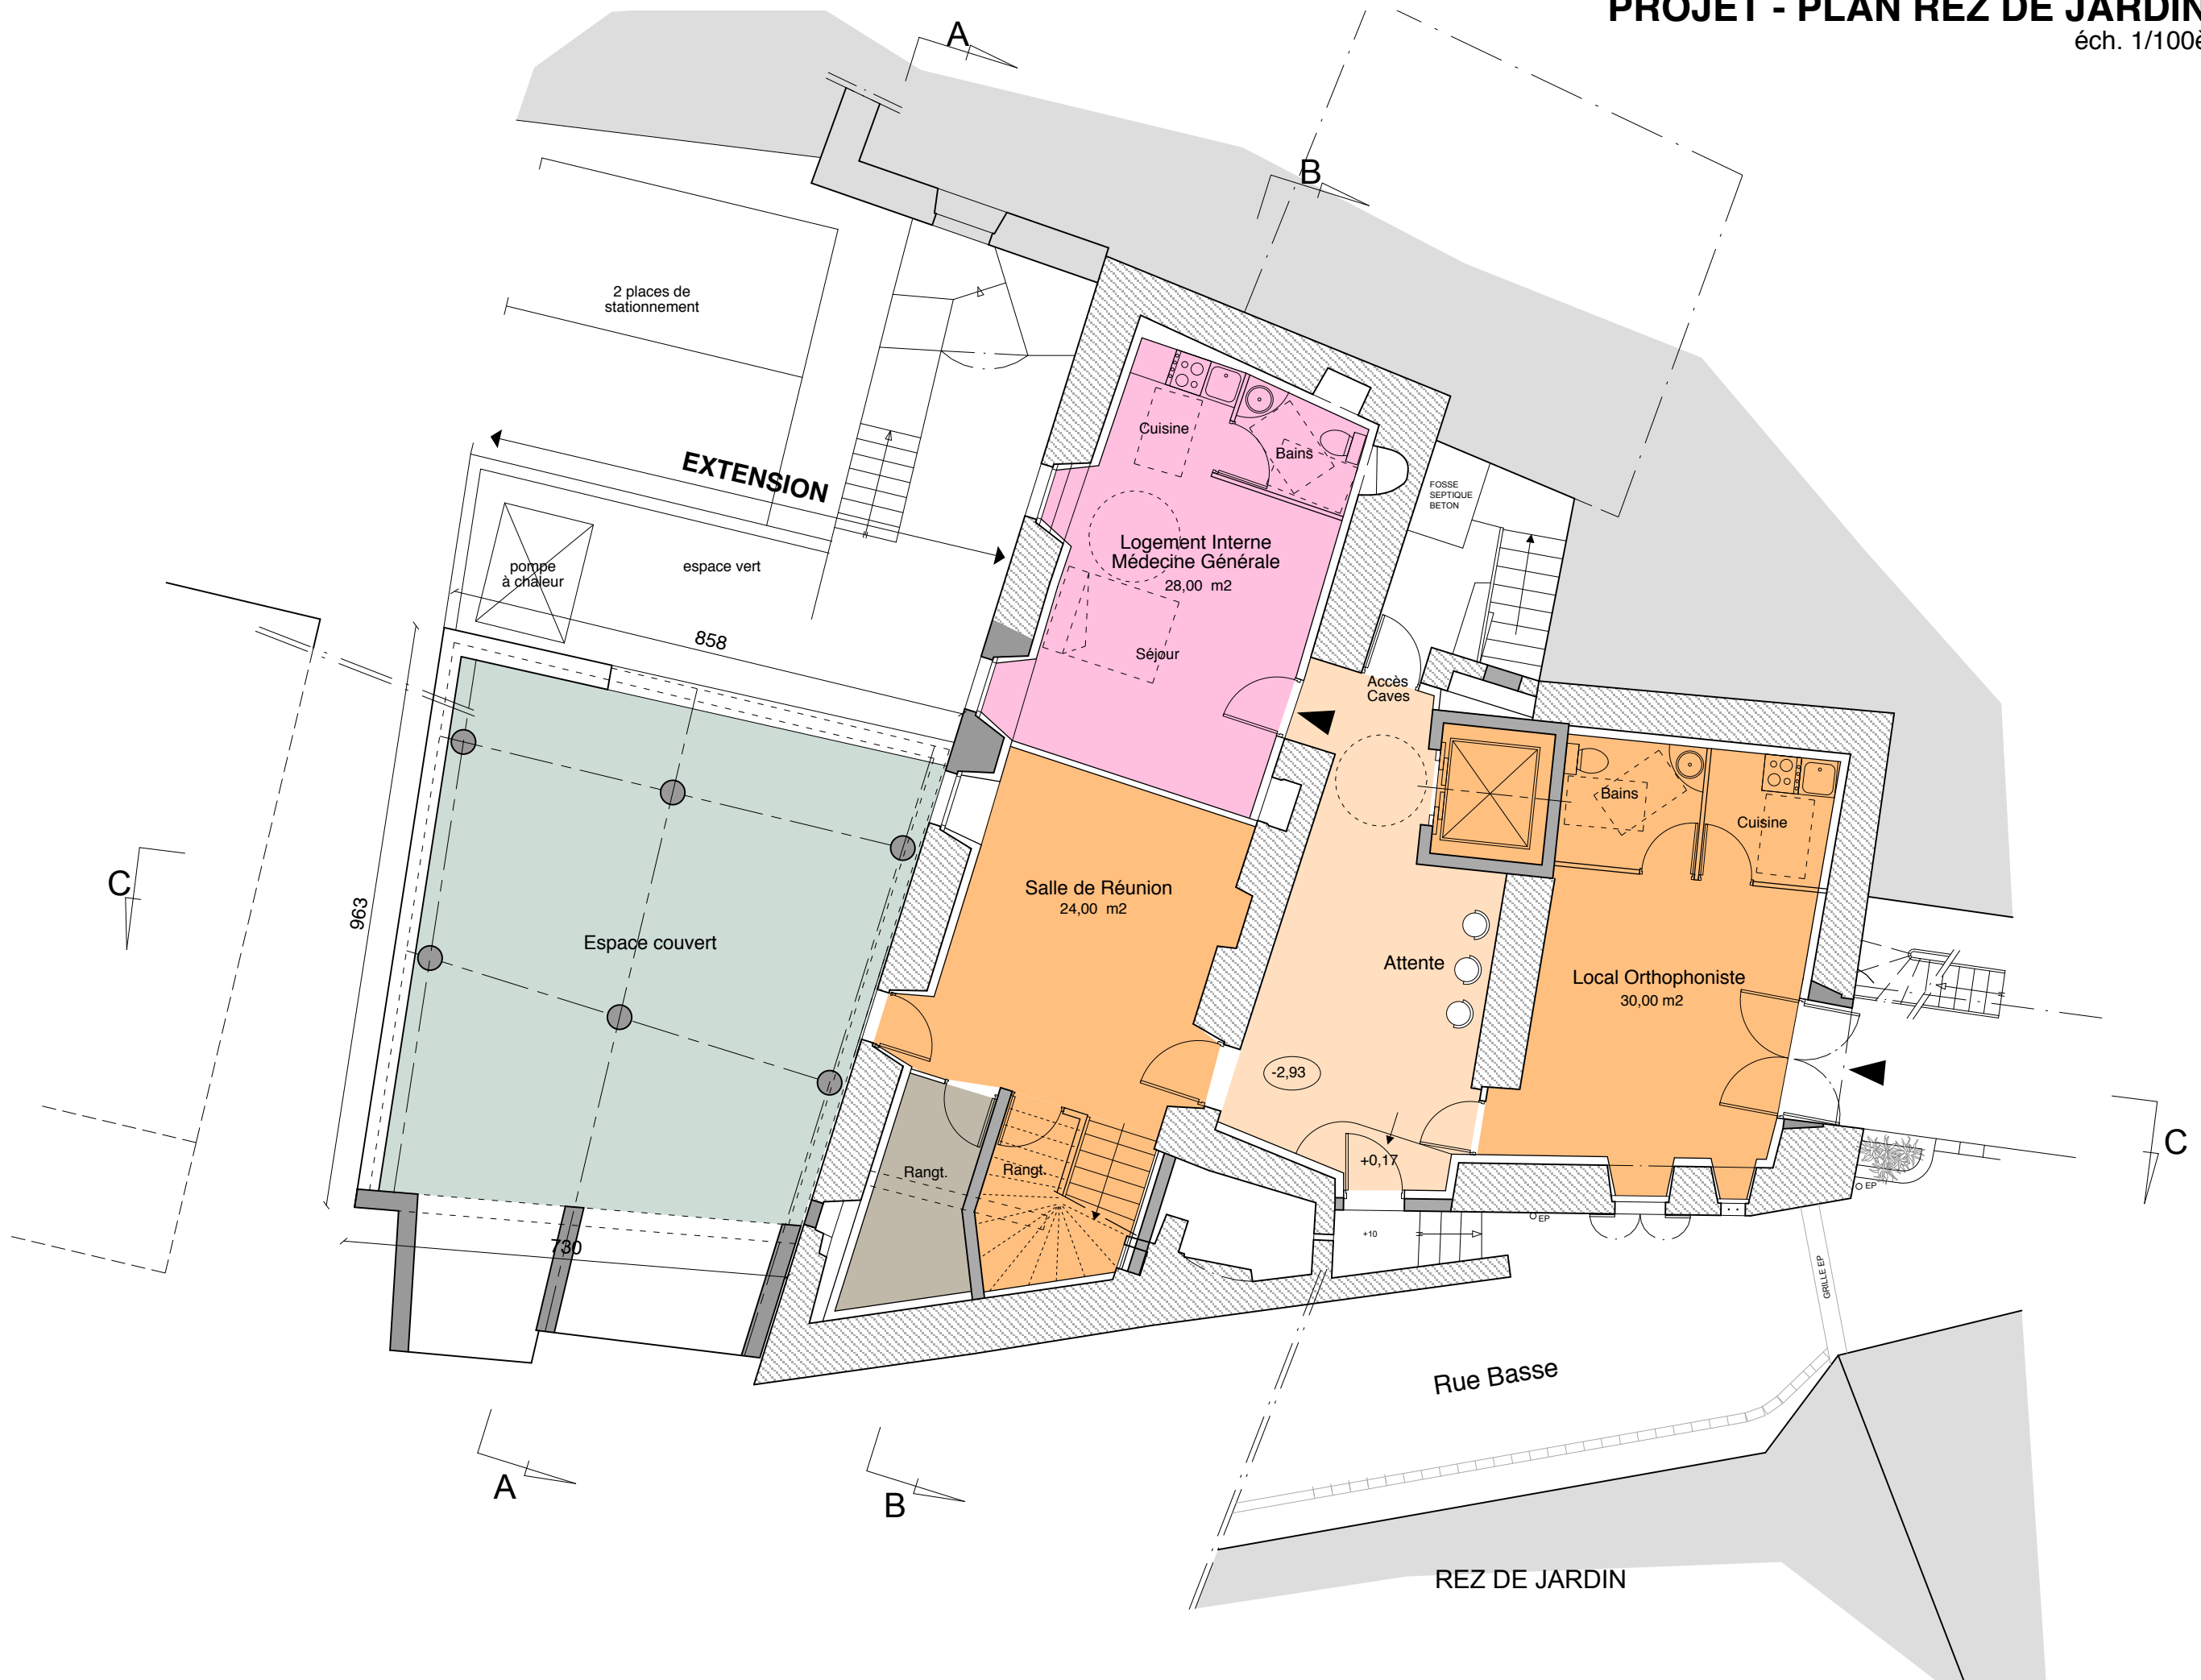 PROJET - PLAN REZ DE JARDIN
éch. 1/100è
A
B
2 places de
stationnement
EXTENSION
Cuisine
Bains
FOSSE
SEPTIQUE
BETON
Logement Interne
Médecine Générale
28,00 m2
pompe
à chaleur
espace vert
858
Séjour
Accès
Caves
Bains
Cuisine
C
963
Salle de Réunion
24,00 m2
Espace couvert
Attente
Local Orthophoniste
30,00 m2
-2,93
Rangt.
Rangt.
+0,17
C
EP
EP
+10
730
GRILLE EP
Rue Basse
A
B
REZ DE JARDIN